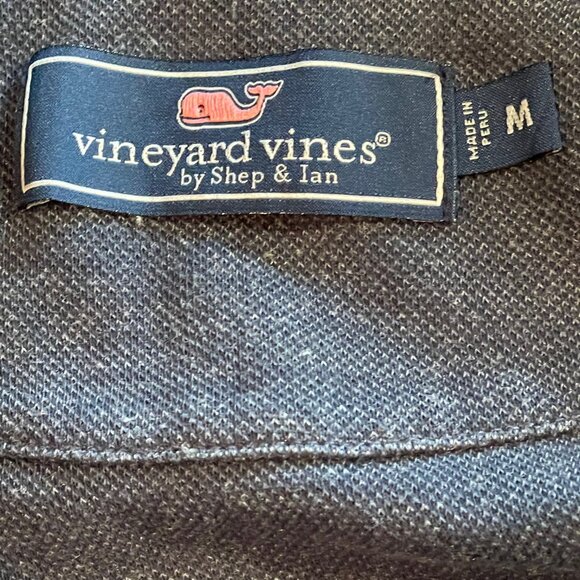 vineyard vines®
by Shep & Ian
MADE IN
PERU
M